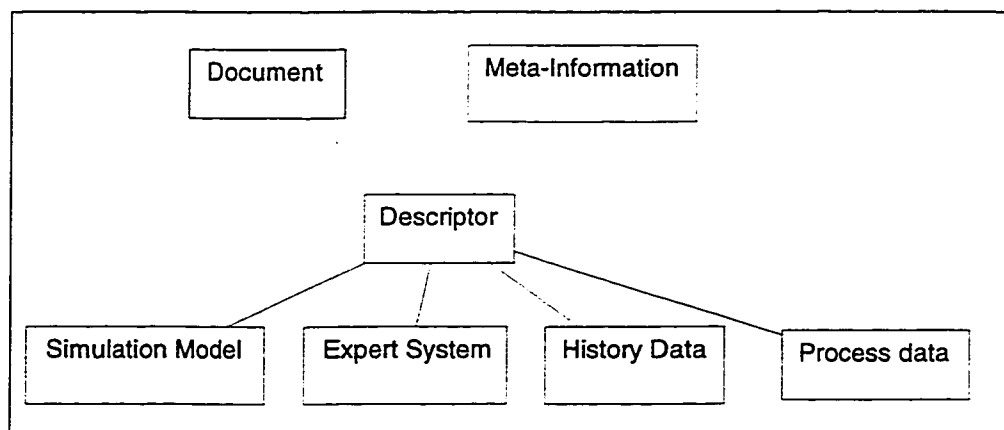 Document
Meta-Information
Descriptor
Simulation Model
Expert System
History Data
Process data